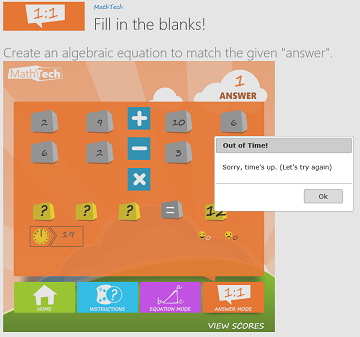 1:1
MathTech
Fill in the blanks!
Create an algebraic equation to match the given "answer".
MathTech
1
ANSWER
2 9 + 10 6
6 2 − 3
×
? ? ? = 12
19
0 0
Out of Time!
Sorry, time's up. (Let's try again)
Ok
HOME
INSTRUCTIONS
EQUATION MODE
1:1
ANSWER MODE
VIEW SCORES